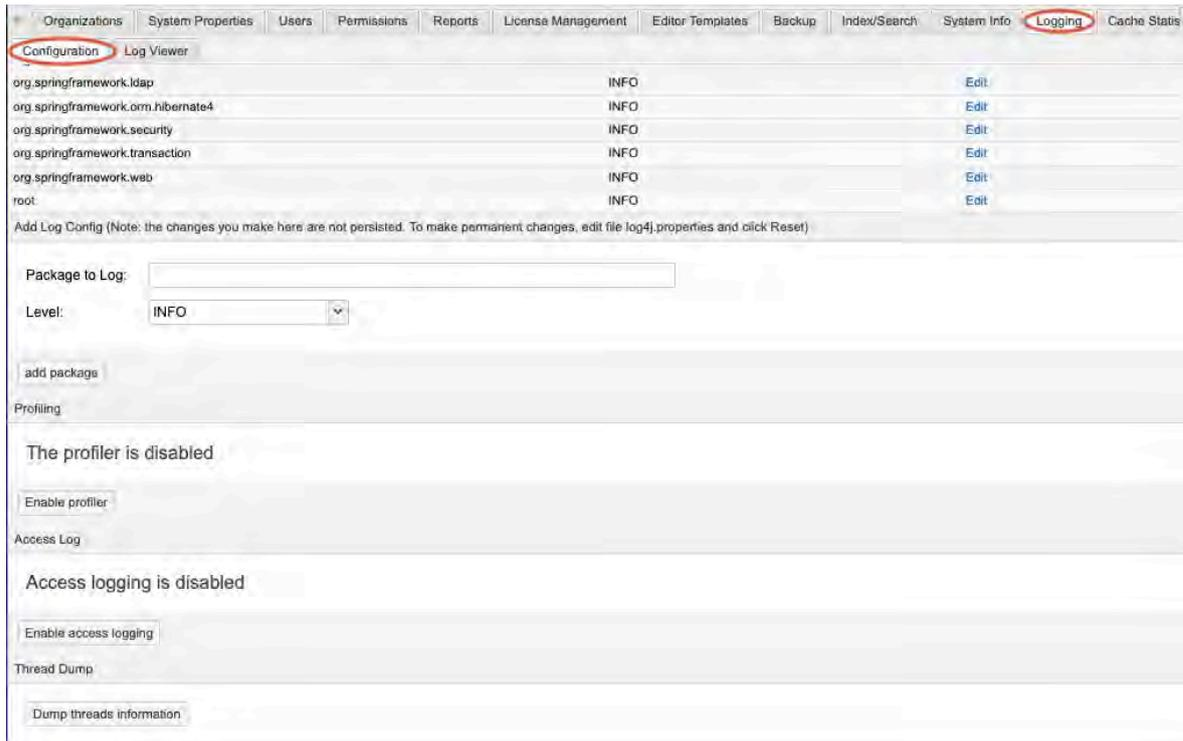 Organizations System Properties Users Permissions Reports License Management Editor Templates Backup Index/Search System Info Logging Cache Statis
Configuration Log Viewer
org.springframework.ldap INFO Edit
org.springframework.orm.hibernate4 INFO Edit
org.springframework.security INFO Edit
org.springframework.transaction INFO Edit
org.springframework.web INFO Edit
root INFO Edit
Add Log Config (Note: the changes you make here are not persisted. To make permanent changes, edit file log4j.properties and click Reset)
Package to Log:
Level: INFO
add package
Profiling
The profiler is disabled
Enable profiler
Access Log
Access logging is disabled
Enable access logging
Thread Dump
Dump threads information